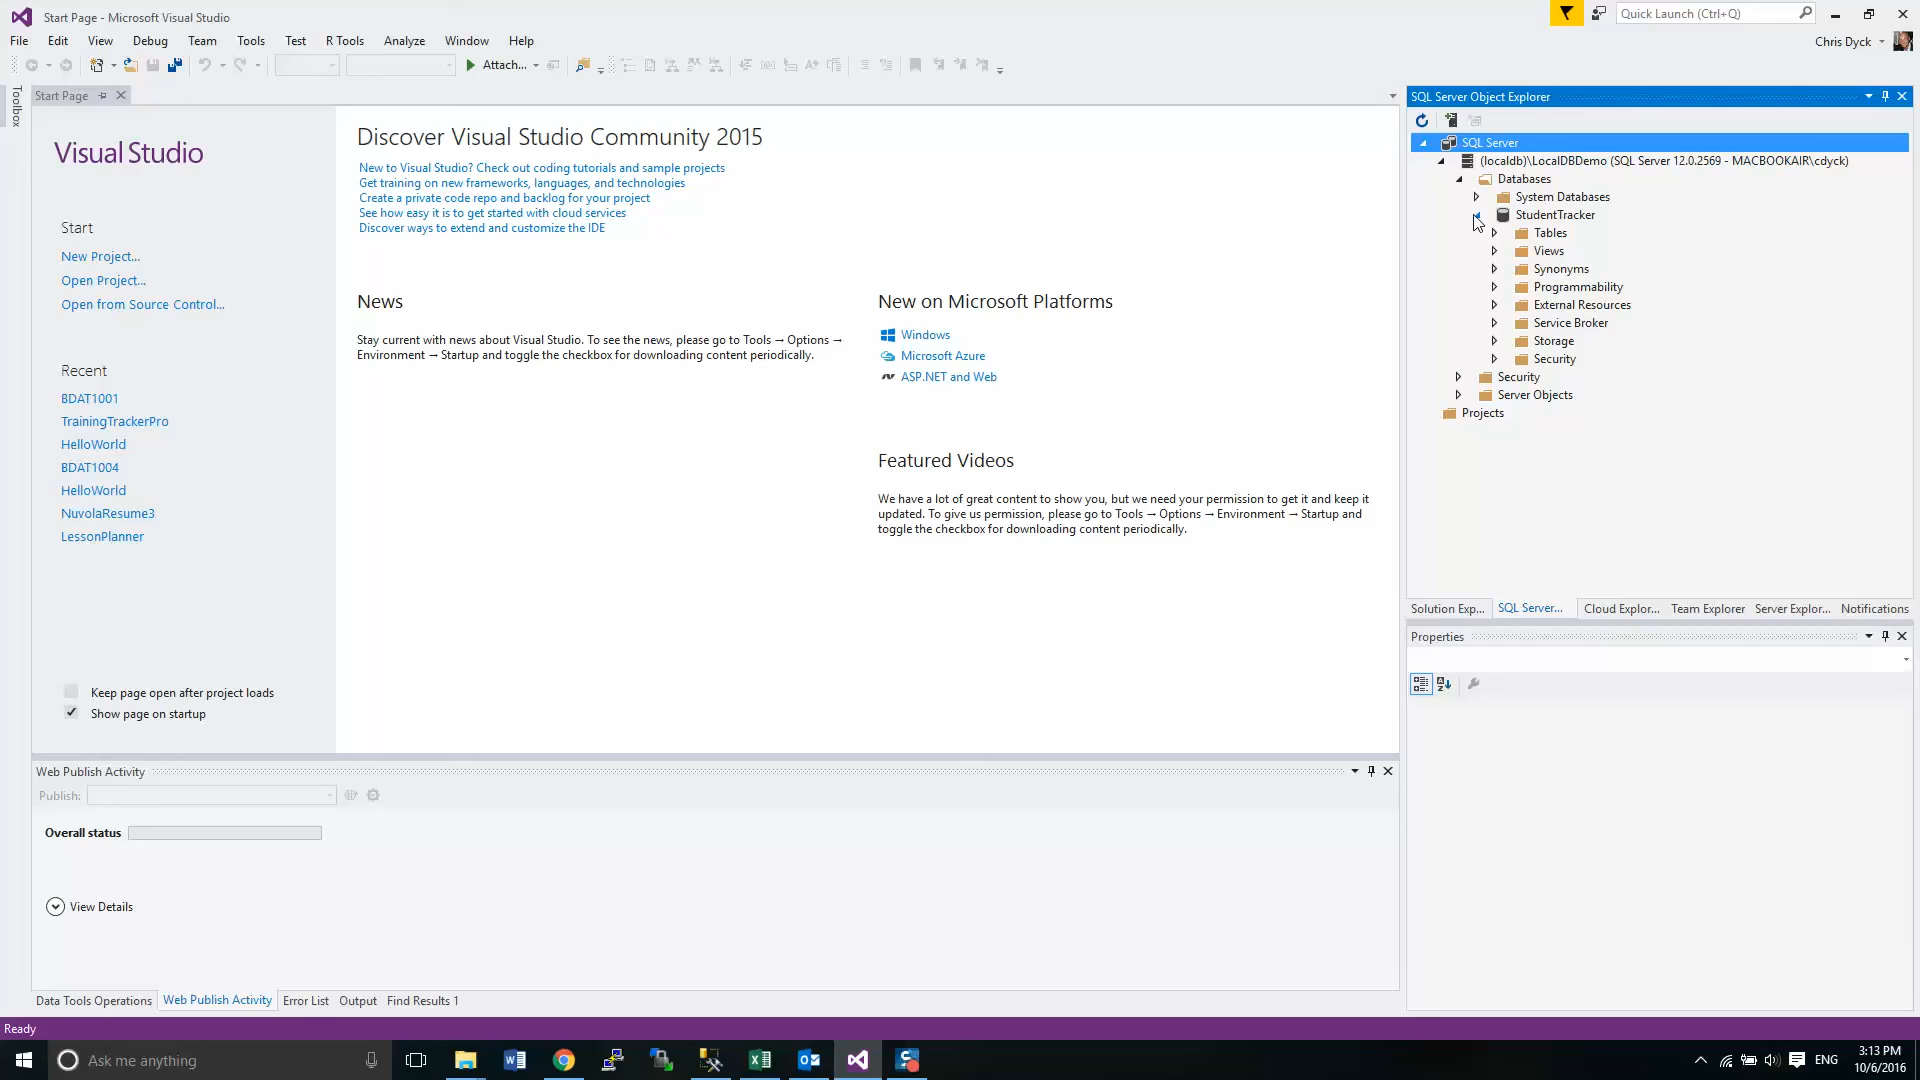 Start Page - Microsoft Visual Studio
Quick Launch (Ctrl+Q)
File Edit View Debug Team Tools Test R Tools Analyze Window Help
Chris Dyck
Attach...
Toolbox
Start Page
SQL Server Object Explorer
Visual Studio
Start
New Project...
Open Project...
Open from Source Control...
Recent
BDAT1001
TrainingTrackerPro
HelloWorld
BDAT1004
HelloWorld
NuvolaResume3
LessonPlanner
Keep page open after project loads
Show page on startup
Discover Visual Studio Community 2015
New to Visual Studio? Check out coding tutorials and sample projects
Get training on new frameworks, languages, and technologies
Create a private code repo and backlog for your project
See how easy it is to get started with cloud services
Discover ways to extend and customize the IDE
News
Stay current with news about Visual Studio. To see the news, please go to Tools → Options →
Environment → Startup and toggle the checkbox for downloading content periodically.
New on Microsoft Platforms
Windows
Microsoft Azure
ASP.NET and Web
Featured Videos
We have a lot of great content to show you, but we need your permission to get it and keep it
updated. To give us permission, please go to Tools → Options → Environment → Startup and
toggle the checkbox for downloading content periodically.
SQL Server
(localdb)\LocalDBDemo (SQL Server 12.0.2569 - MACBOOKAIR\cdyck)
Databases
System Databases
StudentTracker
Tables
Views
Synonyms
Programmability
External Resources
Service Broker
Storage
Security
Security
Server Objects
Projects
Solution Exp... SQL Server... Cloud Explor... Team Explorer Server Explor... Notifications
Properties
Web Publish Activity
Publish:
Overall status
View Details
Data Tools Operations Web Publish Activity Error List Output Find Results 1
Ready
Ask me anything
ENG
3:13 PM
10/6/2016